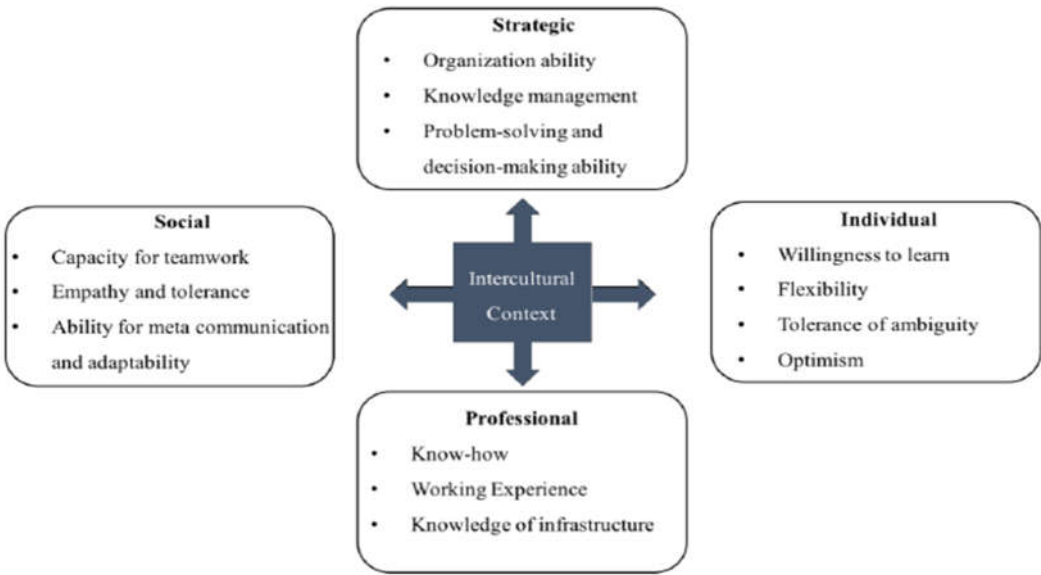 Strategic
• Organization ability
• Knowledge management
• Problem-solving and
decision-making ability
Social
• Capacity for teamwork
• Empathy and tolerance
• Ability for meta communication
and adaptability
Intercultural
Context
Individual
• Willingness to learn
• Flexibility
• Tolerance of ambiguity
• Optimism
Professional
• Know-how
• Working Experience
• Knowledge of infrastructure